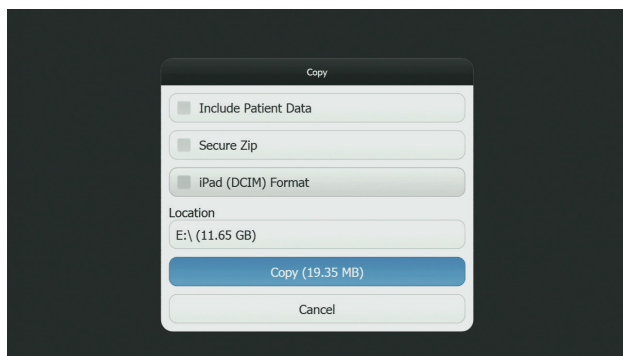 Copy
Include Patient Data
Secure Zip
iPad (DCIM) Format
Location
E:\ (11.65 GB)
Copy (19.35 MB)
Cancel